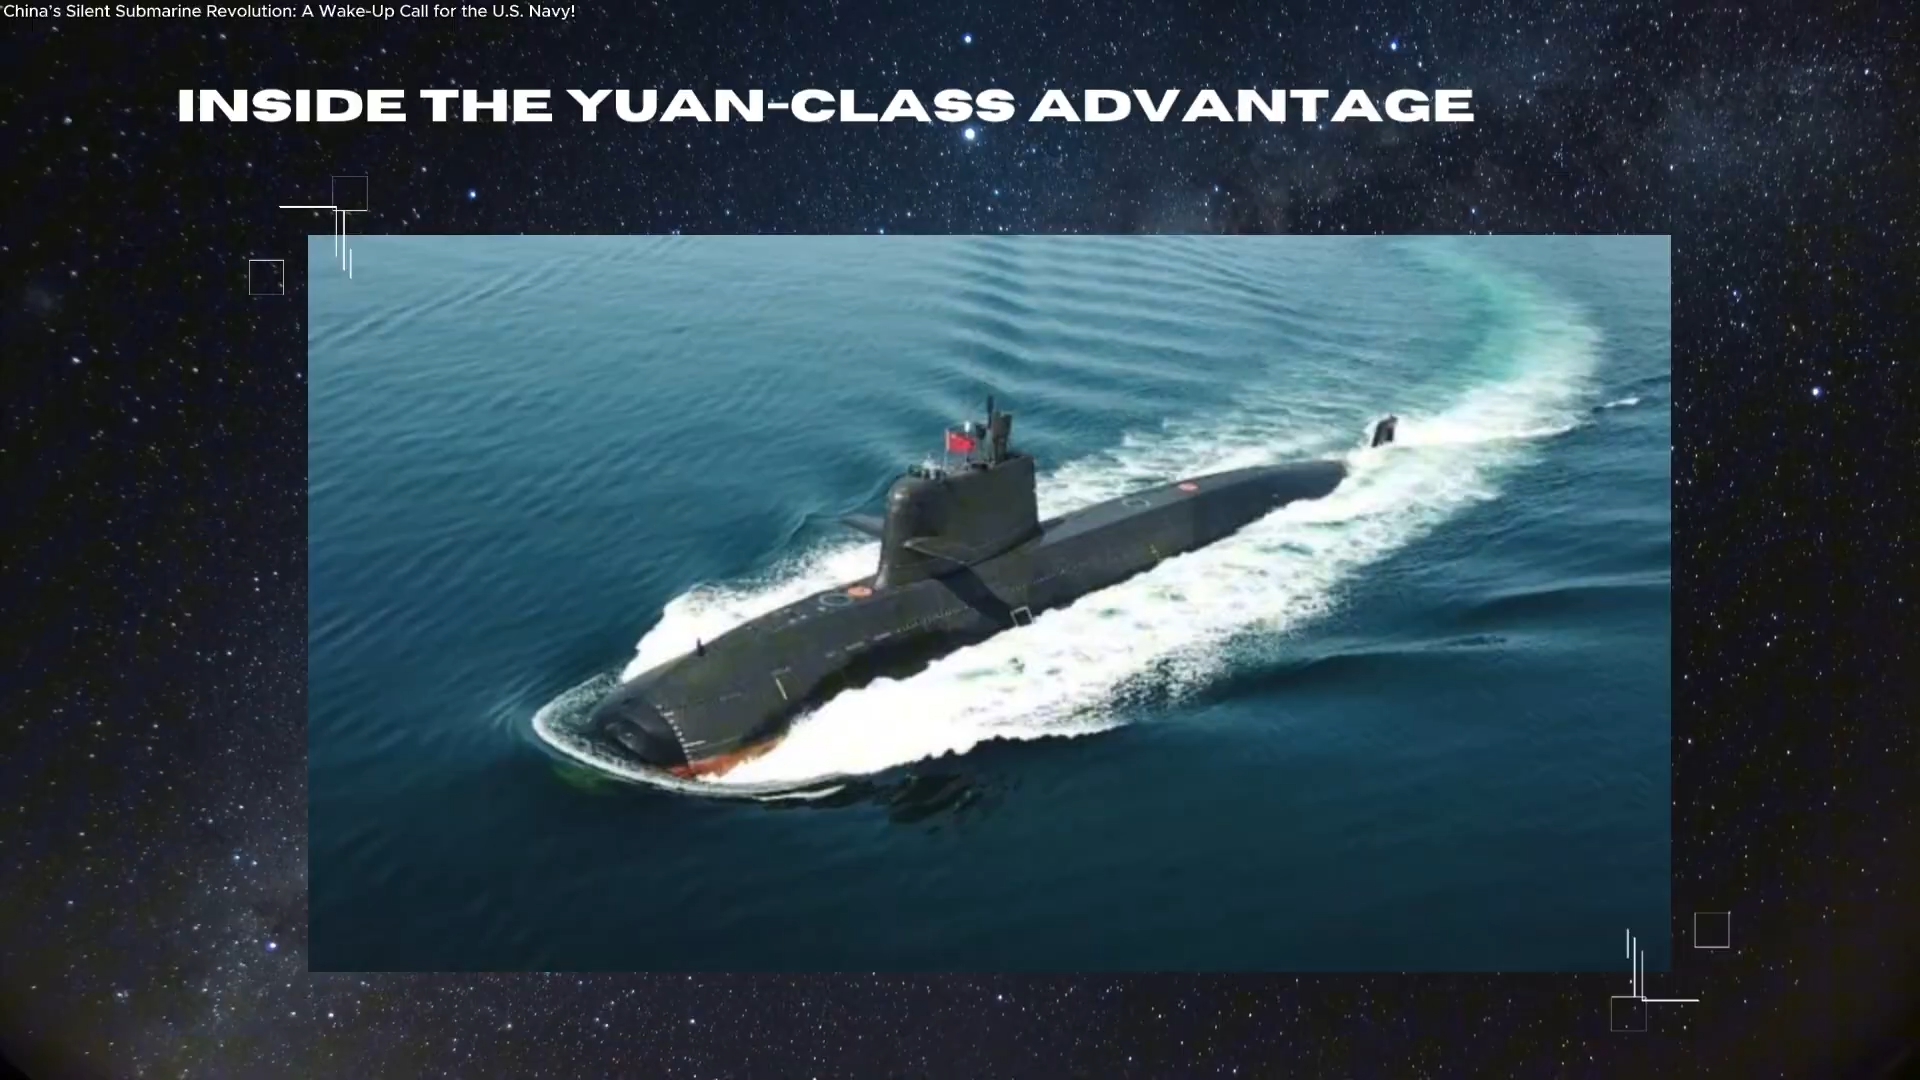 China’s Silent Submarine Revolution: A Wake-Up Call for the U.S. Navy!
INSIDE THE YUAN-CLASS ADVANTAGE